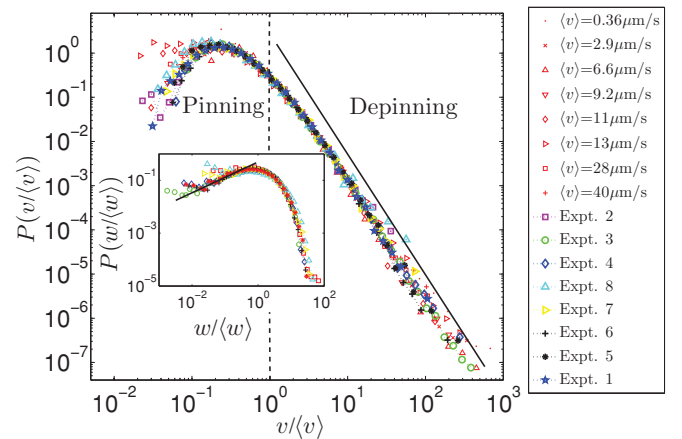 10^0
10^-1
10^-2
10^-3
10^-4
10^-5
10^-6
10^-7
P(v/⟨v⟩)
Pinning
Depinning
10^-1
10^-3
10^-5
P(w/⟨w⟩)
10^-2
10^0
10^2
w/⟨w⟩
10^-2
10^-1
10^0
10^1
10^2
10^3
v/⟨v⟩
⟨v⟩=0.36μm/s
⟨v⟩=2.9μm/s
⟨v⟩=6.6μm/s
⟨v⟩=9.2μm/s
⟨v⟩=11μm/s
⟨v⟩=13μm/s
⟨v⟩=28μm/s
⟨v⟩=40μm/s
Expt. 2
Expt. 3
Expt. 4
Expt. 8
Expt. 7
Expt. 6
Expt. 5
Expt. 1